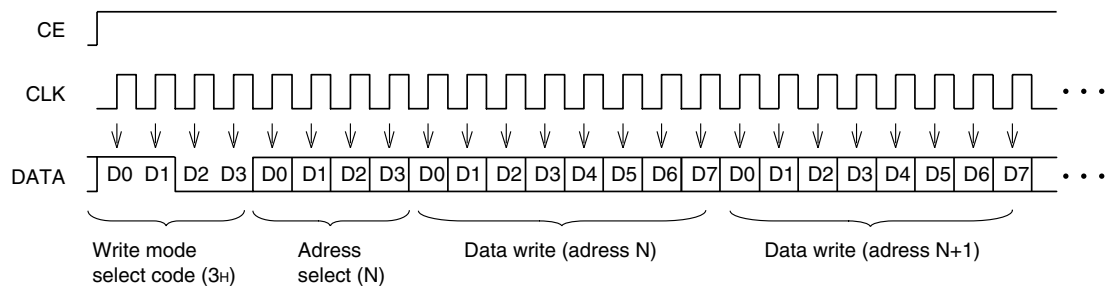 CE
CLK
• • •
DATA D0 D1 D2 D3 D0 D1 D2 D3 D0 D1 D2 D3 D4 D5 D6 D7 D0 D1 D2 D3 D4 D5 D6 D7 • • •
Write mode
select code (3H)
Adress
select (N)
Data write (adress N)
Data write (adress N+1)